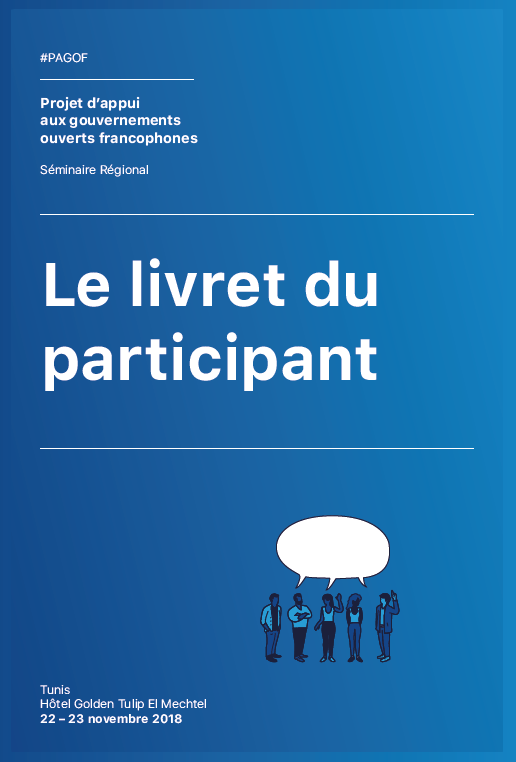 #PAGOF
Projet d’appui
aux gouvernements
ouverts francophones
Séminaire Régional
Le livret du
participant
Tunis
Hôtel Golden Tulip El Mechtel
22 – 23 novembre 2018